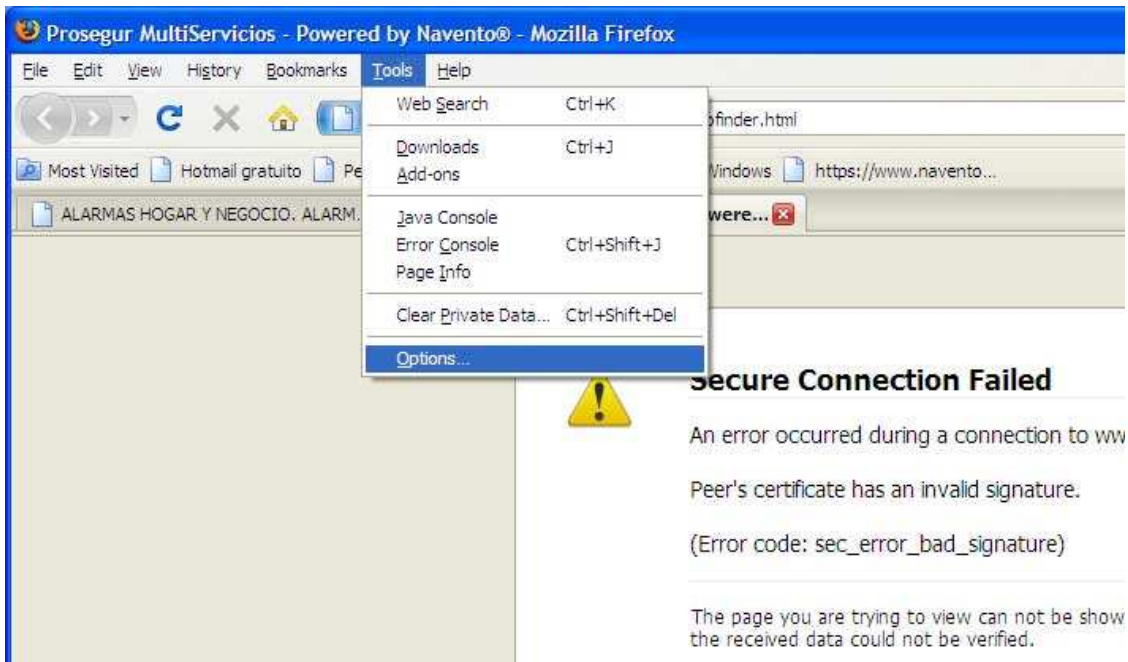 Prosegur MultiServicios - Powered by Navento® - Mozilla Firefox
File Edit View History Bookmarks Tools Help
Web Search Ctrl+K
Downloads Ctrl+J
Add-ons
Java Console
Error Console Ctrl+Shift+J
Page Info
Clear Private Data... Ctrl+Shift+Del
Options...
ofinder.html
Most Visited Hotmail gratuito Pe Windows https://www.navento...
ALARMAS HOGAR Y NEGOCIO. ALARM. were...
Secure Connection Failed
An error occurred during a connection to ww
Peer's certificate has an invalid signature.
(Error code: sec_error_bad_signature)
The page you are trying to view can not be show
the received data could not be verified.